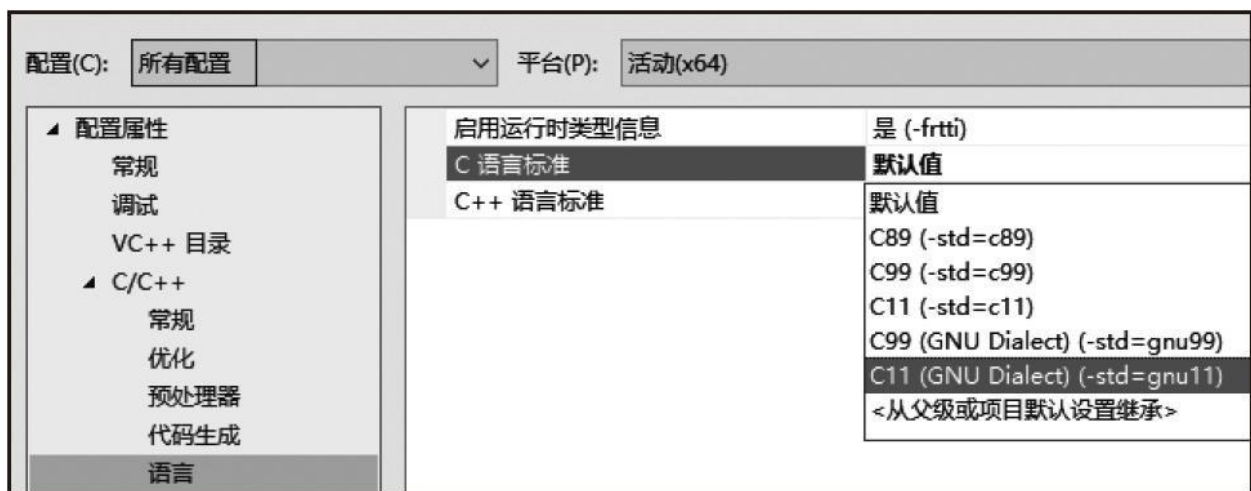 配置(C): 所有配置 平台(P): 活动(x64)
配置属性
常规
调试
VC++ 目录
C/C++
常规
优化
预处理器
代码生成
语言
启用运行时类型信息 是 (-frtti)
C 语言标准 默认值
C++ 语言标准
默认值
C89 (-std=c89)
C99 (-std=c99)
C11 (-std=c11)
C99 (GNU Dialect) (-std=gnu99)
C11 (GNU Dialect) (-std=gnu11)
<从父级或项目默认设置继承>